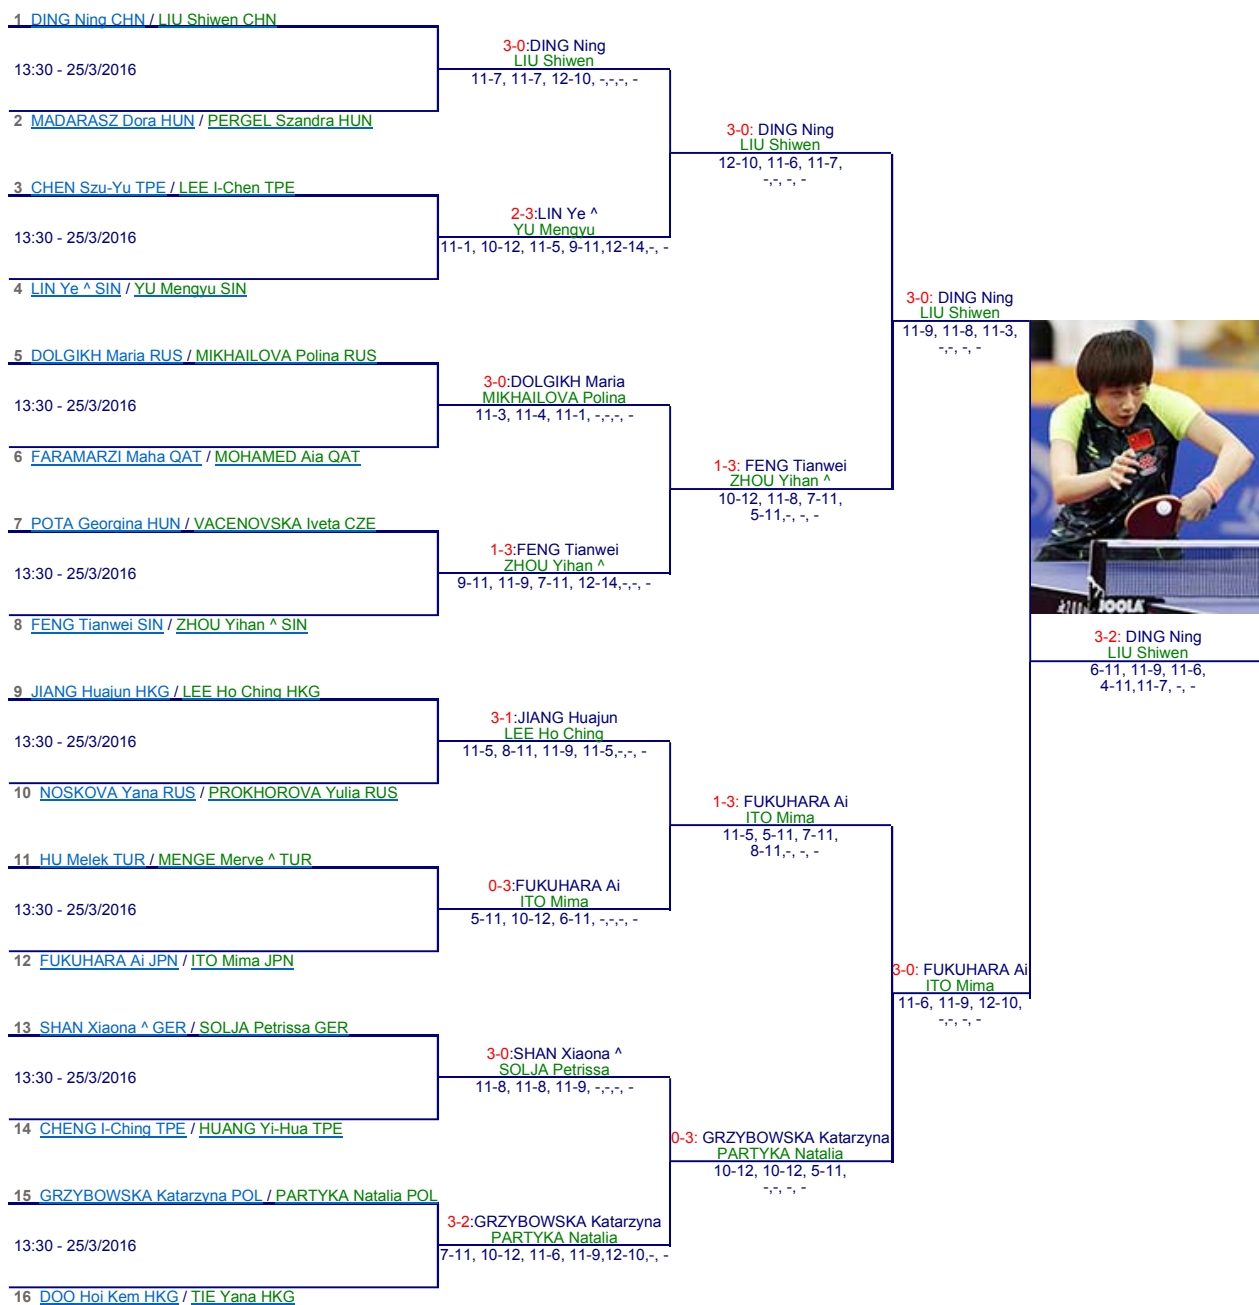 1 DING Ning CHN / LIU Shiwen CHN
13:30 - 25/3/2016
2 MADARASZ Dora HUN / PERGEL Szandra HUN
3 CHEN Szu-Yu TPE / LEE I-Chen TPE
13:30 - 25/3/2016
4 LIN Ye ^ SIN / YU Mengyu SIN
5 DOLGIKH Maria RUS / MIKHAILOVA Polina RUS
13:30 - 25/3/2016
6 FARAMARZI Maha QAT / MOHAMED Aia QAT
7 POTA Georgina HUN / VACENOVSKA Iveta CZE
13:30 - 25/3/2016
8 FENG Tianwei SIN / ZHOU Yihan ^ SIN
9 JIANG Huajun HKG / LEE Ho Ching HKG
13:30 - 25/3/2016
10 NOSKOVA Yana RUS / PROKHOROVA Yulia RUS
11 HU Melek TUR / MENGE Merve ^ TUR
13:30 - 25/3/2016
12 FUKUHARA Ai JPN / ITO Mima JPN
13 SHAN Xiaona ^ GER / SOLJA Petrissa GER
13:30 - 25/3/2016
14 CHENG I-Ching TPE / HUANG Yi-Hua TPE
15 GRZYBOWSKA Katarzyna POL / PARTYKA Natalia POL
13:30 - 25/3/2016
16 DOO Hoi Kem HKG / TIE Yana HKG
3-0:DING Ning
LIU Shiwen
11-7, 11-7, 12-10, -,-,-, -
2-3:LIN Ye ^
YU Mengyu
11-1, 10-12, 11-5, 9-11,12-14,-, -
3-0:DOLGIKH Maria
MIKHAILOVA Polina
11-3, 11-4, 11-1, -,-,-, -
1-3:FENG Tianwei
ZHOU Yihan ^
9-11, 11-9, 7-11, 12-14,-,-, -
3-1:JIANG Huajun
LEE Ho Ching
11-5, 8-11, 11-9, 11-5,-,-, -
0-3:FUKUHARA Ai
ITO Mima
5-11, 10-12, 6-11, -,-,-, -
3-0:SHAN Xiaona ^
SOLJA Petrissa
11-8, 11-8, 11-9, -,-,-, -
3-2:GRZYBOWSKA Katarzyna
PARTYKA Natalia
7-11, 10-12, 11-6, 11-9,12-10,-, -
3-0: DING Ning
LIU Shiwen
12-10, 11-6, 11-7,
-,-, -, -
1-3: FENG Tianwei
ZHOU Yihan ^
10-12, 11-8, 7-11,
5-11,-, -, -
1-3: FUKUHARA Ai
ITO Mima
11-5, 5-11, 7-11,
8-11,-, -, -
0-3: GRZYBOWSKA Katarzyna
PARTYKA Natalia
10-12, 10-12, 5-11,
-,-, -, -
3-0: DING Ning
LIU Shiwen
11-9, 11-8, 11-3,
-,-, -, -
3-0: FUKUHARA Ai
ITO Mima
11-6, 11-9, 12-10,
-,-, -, -
JOOLA
3-2: DING Ning
LIU Shiwen
6-11, 11-9, 11-6,
4-11,11-7, -, -